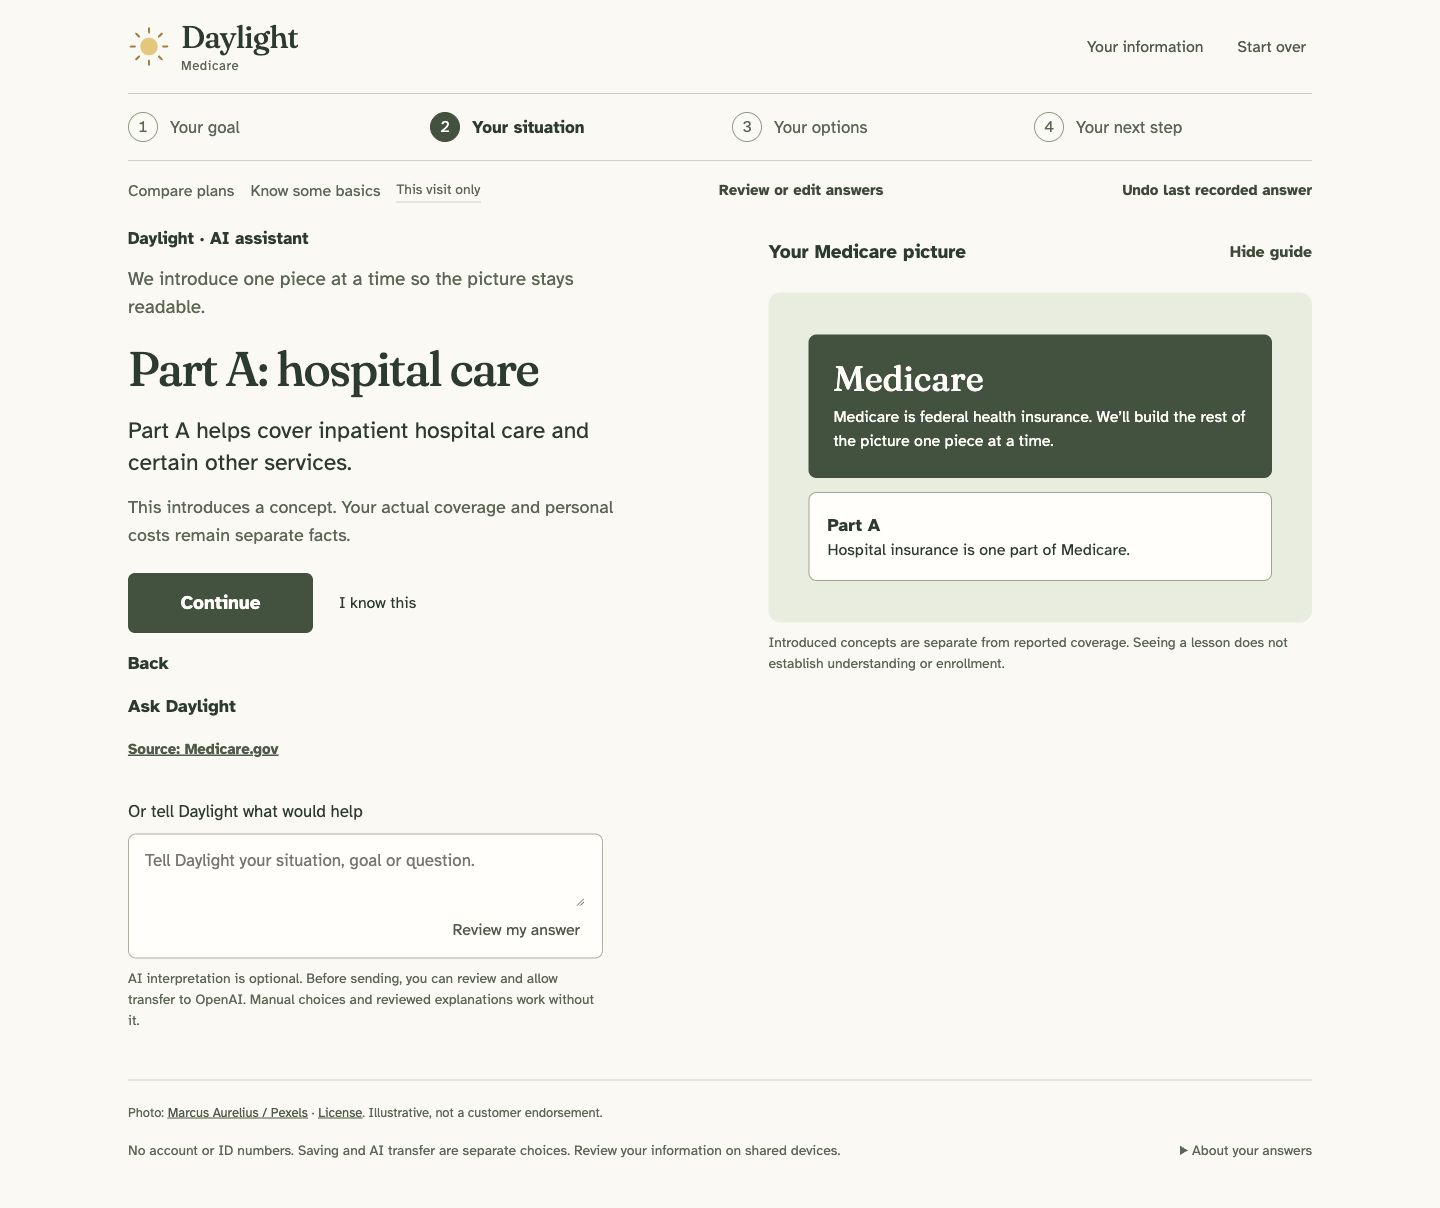 Daylight
Medicare
Your information
Start over
1 Your goal
2 Your situation
3 Your options
4 Your next step
Compare plans
Know some basics
This visit only
Review or edit answers
Undo last recorded answer
Daylight · AI assistant
We introduce one piece at a time so the picture stays
readable.
Part A: hospital care
Part A helps cover inpatient hospital care and
certain other services.
This introduces a concept. Your actual coverage and personal
costs remain separate facts.
Continue
I know this
Back
Ask Daylight
Source: Medicare.gov
Or tell Daylight what would help
Tell Daylight your situation, goal or question.
Review my answer
AI interpretation is optional. Before sending, you can review and allow
transfer to OpenAI. Manual choices and reviewed explanations work without
it.
Your Medicare picture
Hide guide
Medicare
Medicare is federal health insurance. We’ll build the rest of
the picture one piece at a time.
Part A
Hospital insurance is one part of Medicare.
Introduced concepts are separate from reported coverage. Seeing a lesson does not
establish understanding or enrollment.
Photo: Marcus Aurelius / Pexels · License. Illustrative, not a customer endorsement.
No account or ID numbers. Saving and AI transfer are separate choices. Review your information on shared devices.
About your answers